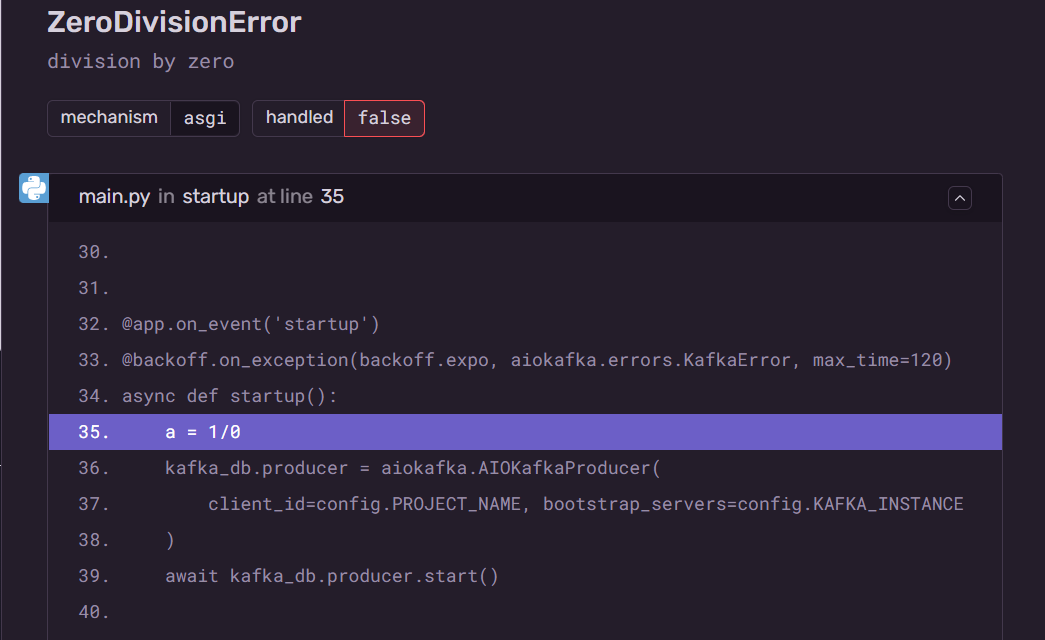 ZeroDivisionError
division by zero
mechanism asgi handled false
main.py in startup at line 35
30.
31.
32. @app.on_event('startup')
33. @backoff.on_exception(backoff.expo, aiokafka.errors.KafkaError, max_time=120)
34. async def startup():
35.     a = 1/0
36.     kafka_db.producer = aiokafka.AIOKafkaProducer(
37.         client_id=config.PROJECT_NAME, bootstrap_servers=config.KAFKA_INSTANCE
38.     )
39.     await kafka_db.producer.start()
40.